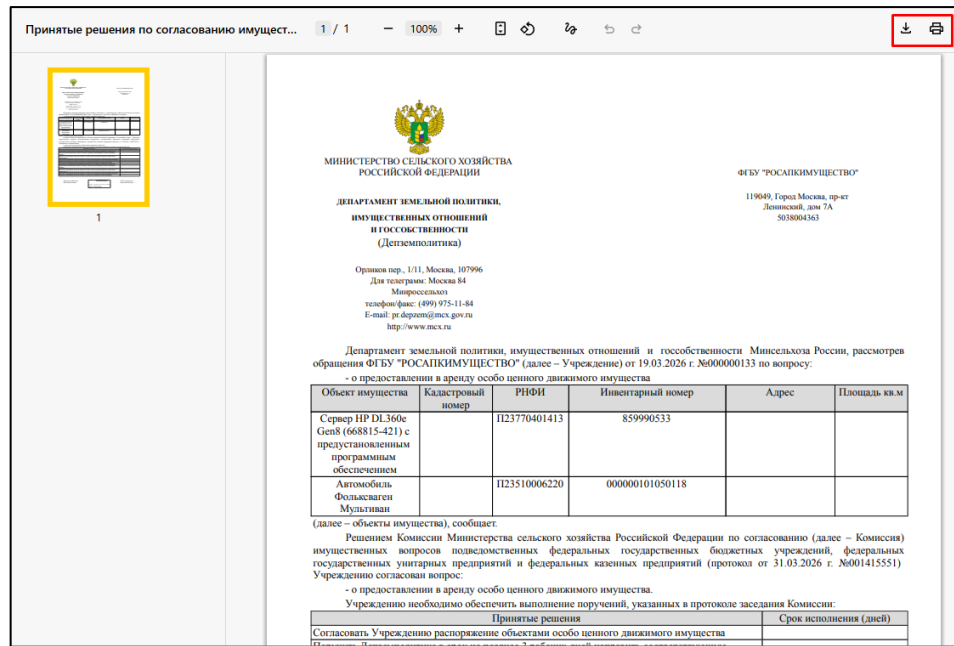 Принятые решения по согласованию имущест... 1 / 1 100%
1
МИНИСТЕРСТВО СЕЛЬСКОГО ХОЗЯЙСТВА
РОССИЙСКОЙ ФЕДЕРАЦИИ
ДЕПАРТАМЕНТ ЗЕМЕЛЬНОЙ ПОЛИТИКИ,
ИМУЩЕСТВЕННЫХ ОТНОШЕНИЙ
И ГОССОБСТВЕННОСТИ
(Депземполитика)
Орликов пер., 1/11, Москва, 107996
Для телеграмм: Москва 84
Минроссельхоз
телефон/факс: (499) 975-11-84
E-mail: pr.depzem@mcx.gov.ru
http://www.mcx.ru
ФГБУ "РОСАПКИМУЩЕСТВО"
119049, Город Москва, пр-кт
Ленинский, дом 7А
5038004363
Департамент земельной политики, имущественных отношений и госсобственности Минсельхоза России, рассмотрев
обращения ФГБУ "РОСАПКИМУЩЕСТВО" (далее – Учреждение) от 19.03.2026 г. №000000133 по вопросу:
- о предоставлении в аренду особо ценного движимого имущества
Объект имущества Кадастровый номер РНФИ Инвентарный номер Адрес Площадь кв.м
Сервер HP DL360e П23770401413 859990533
Gen8 (668815-421) с
предустановленным
программным
обеспечением
Автомобиль П23510006220 000000101050118
Фольксваген
Мультиван
(далее – объекты имущества), сообщает.
Решением Комиссии Министерства сельского хозяйства Российской Федерации по согласованию (далее – Комиссия)
имущественных вопросов подведомственных федеральных государственных бюджетных учреждений, федеральных
государственных унитарных предприятий и федеральных казенных предприятий (протокол от 31.03.2026 г. №001415551)
Учреждению согласован вопрос:
- о предоставлении в аренду особо ценного движимого имущества.
Учреждению необходимо обеспечить выполнение поручений, указанных в протоколе заседания Комиссии:
Принятые решения Срок исполнения (дней)
Согласовать Учреждению распоряжение объектами особо ценного движимого имущества